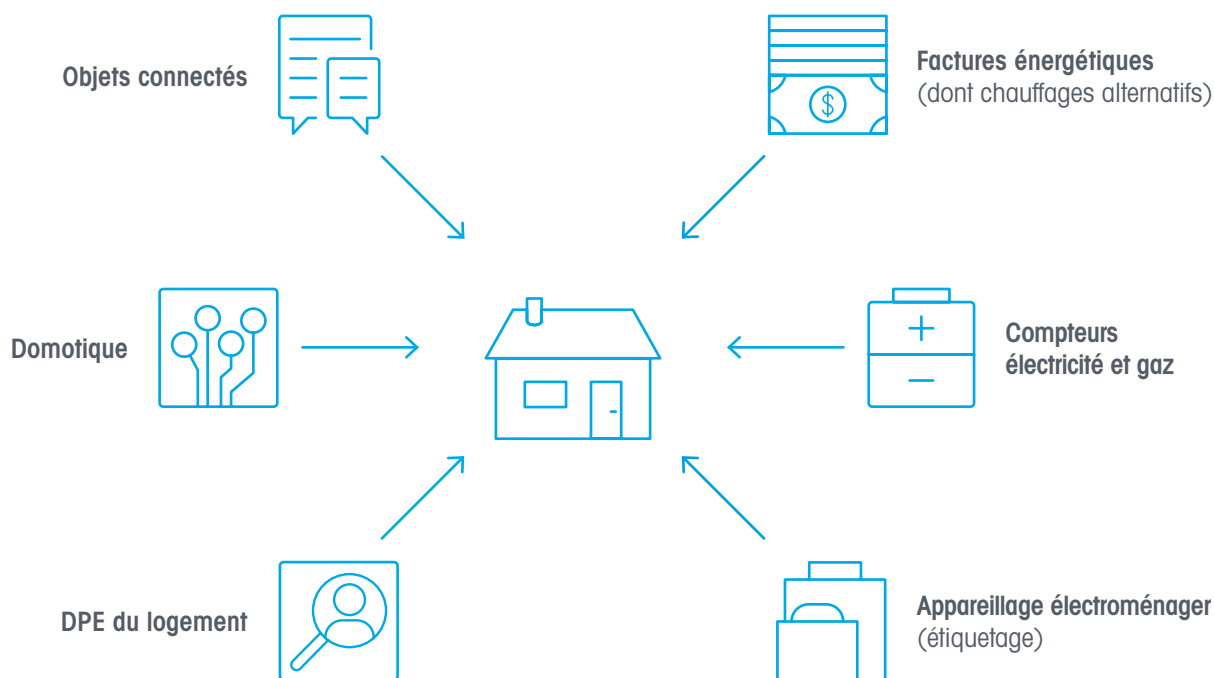 Objets connectés
Factures énergétiques
(dont chauffages alternatifs)
$
Domotique
Compteurs
électricité et gaz
DPE du logement
Appareillage électroménager
(étiquetage)